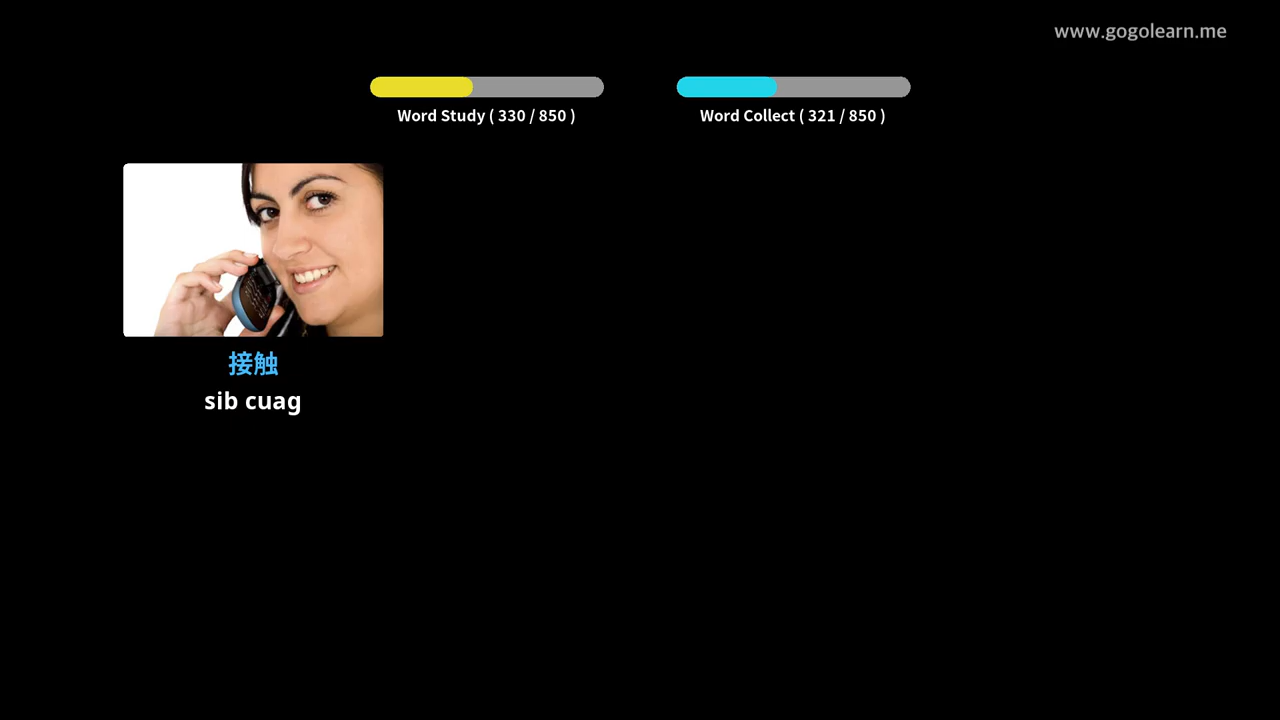 www.gogolearn.me
Word Study ( 330 / 850 )
Word Collect ( 321 / 850 )
接触
sib cuag